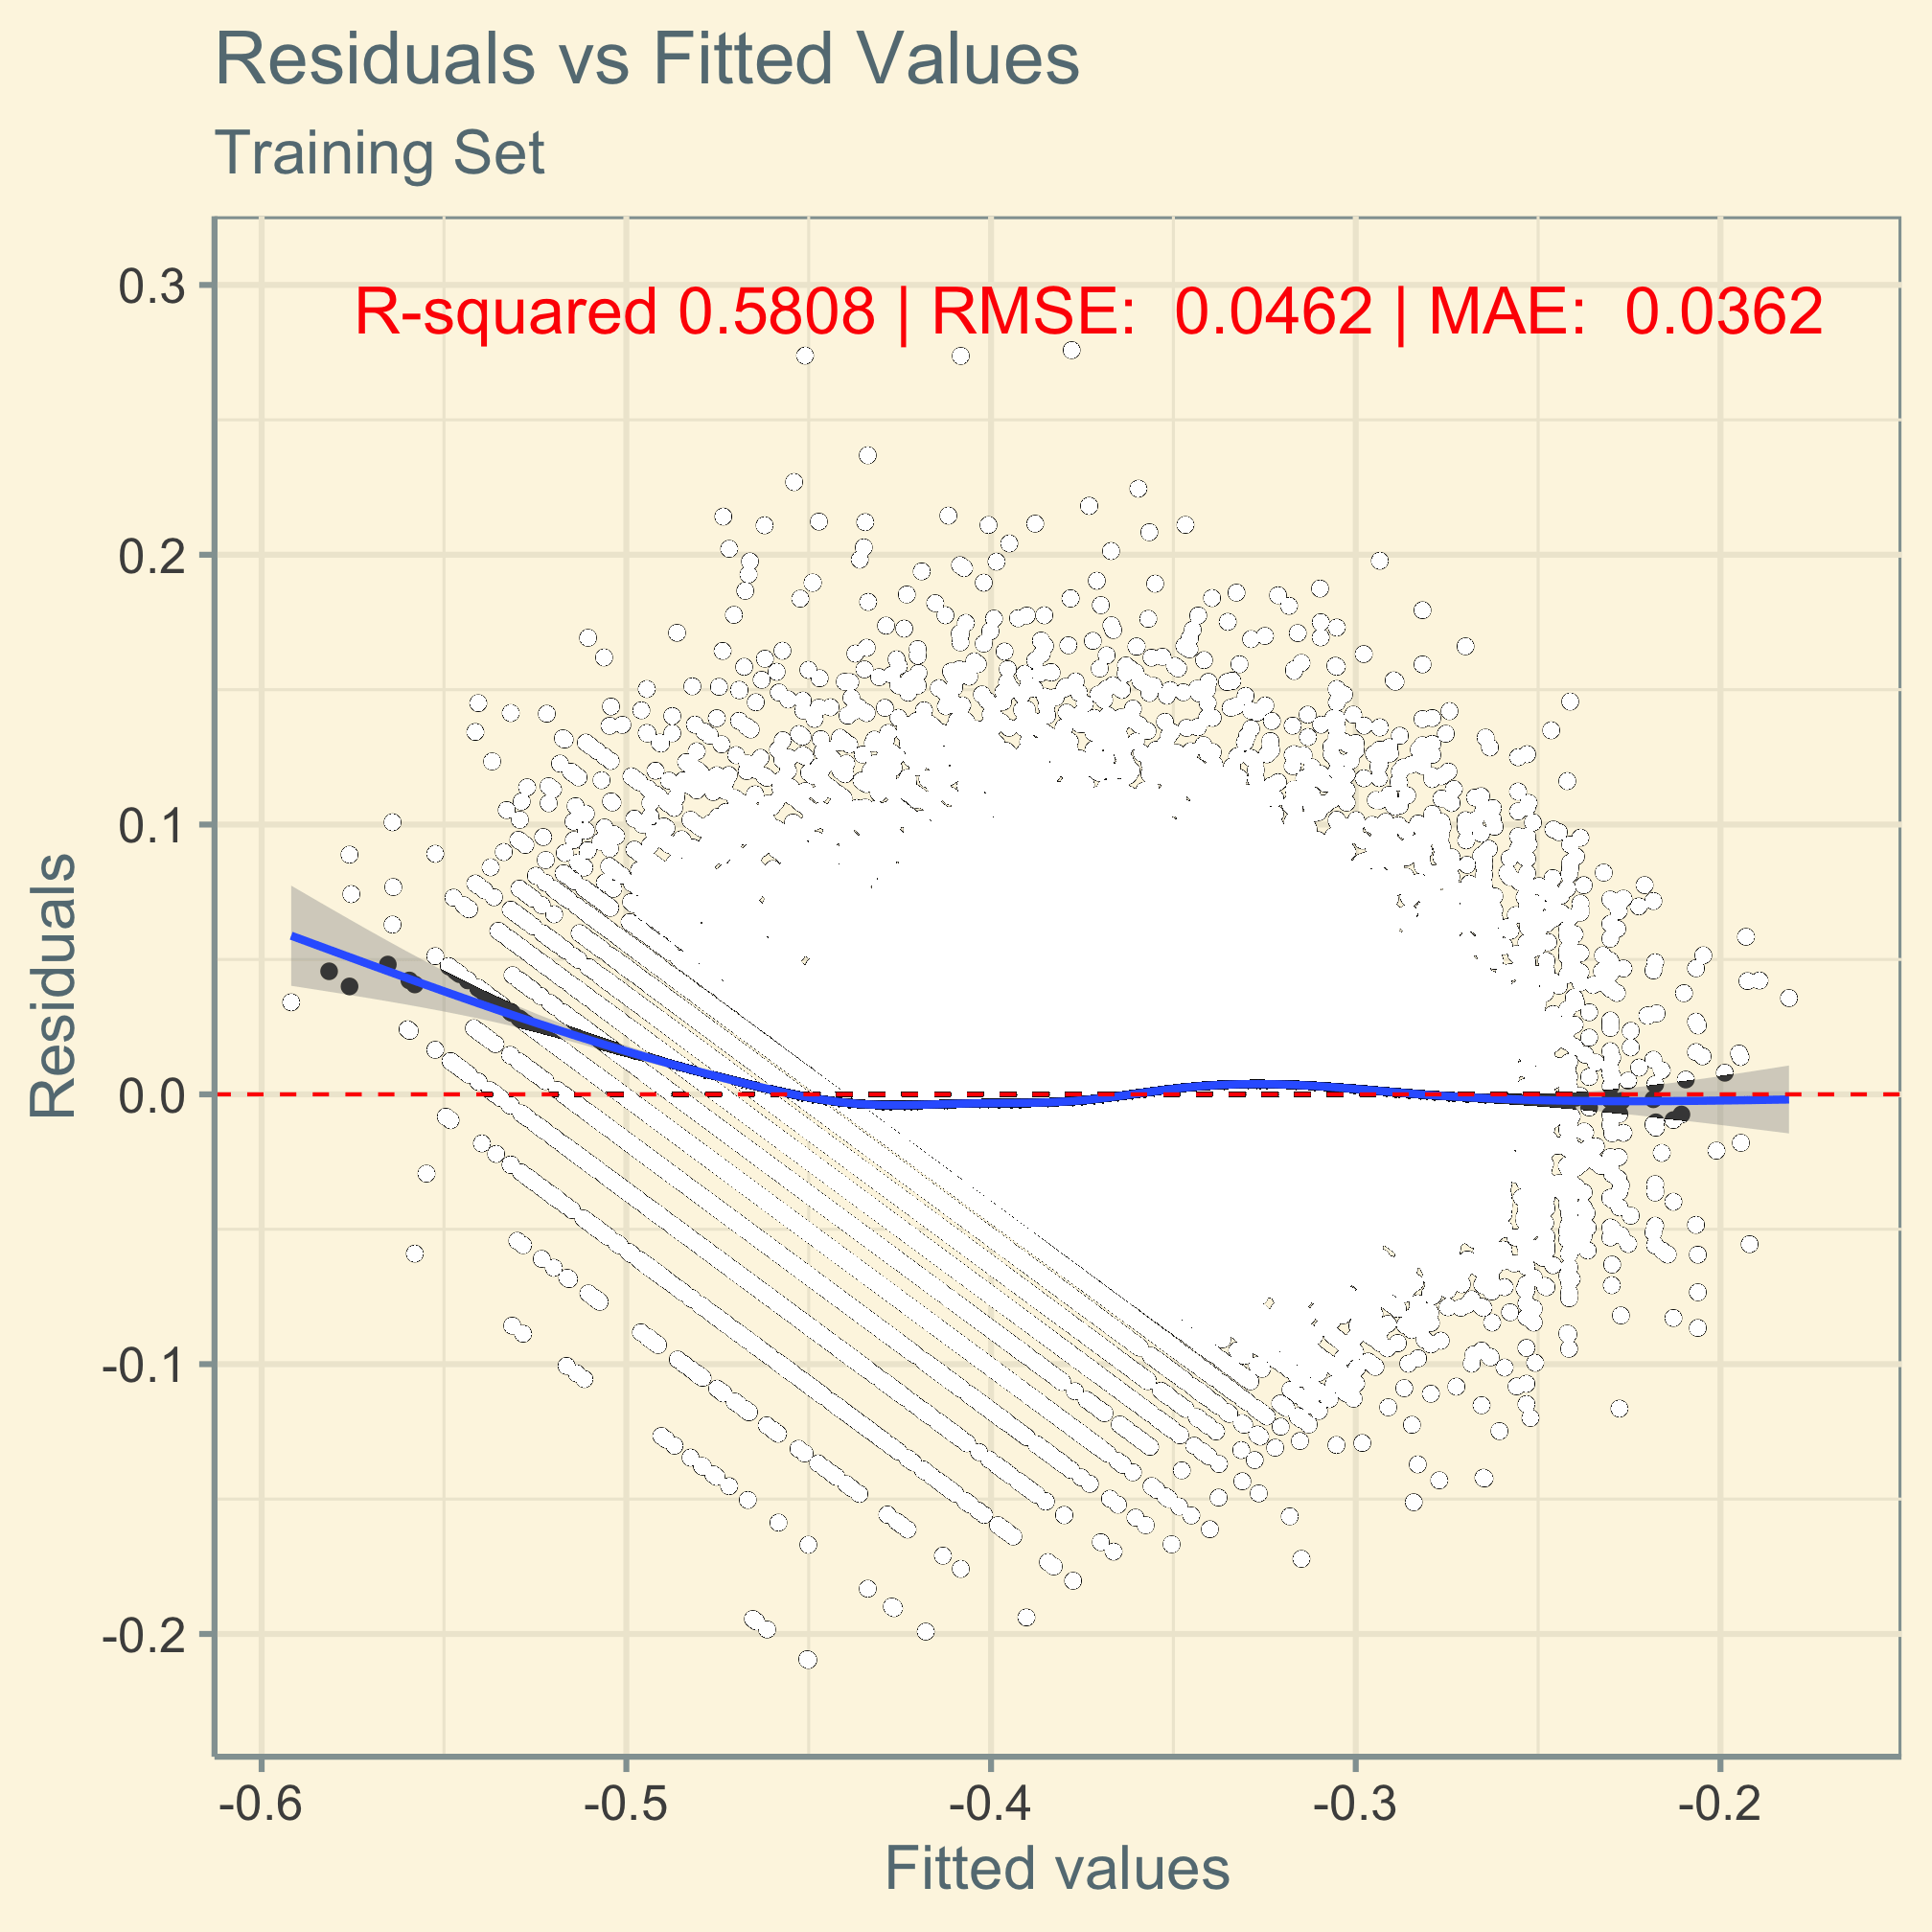 Residuals vs Fitted Values
Training Set
R-squared 0.5808 | RMSE:  0.0462 | MAE:  0.0362
0.3
0.2
0.1
0.0
-0.1
-0.2
Residuals
-0.6 -0.5 -0.4 -0.3 -0.2
Fitted values